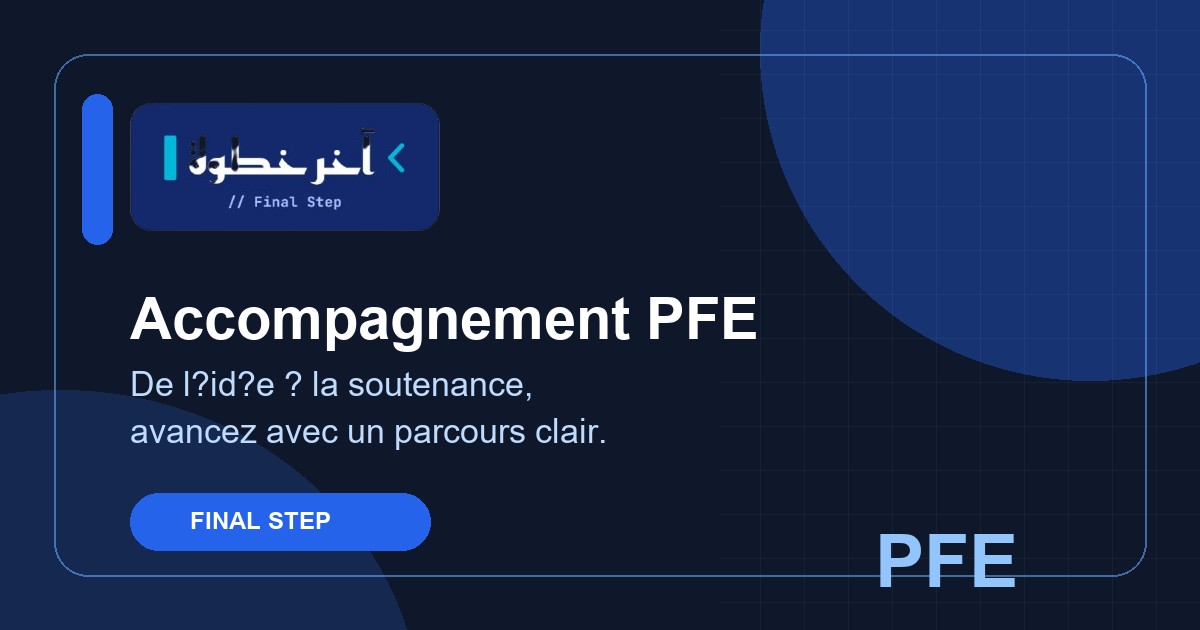 آخر خطوة
// Final Step
Accompagnement PFE
De l?id?e ? la soutenance,
avancez avec un parcours clair.
FINAL STEP
PFE